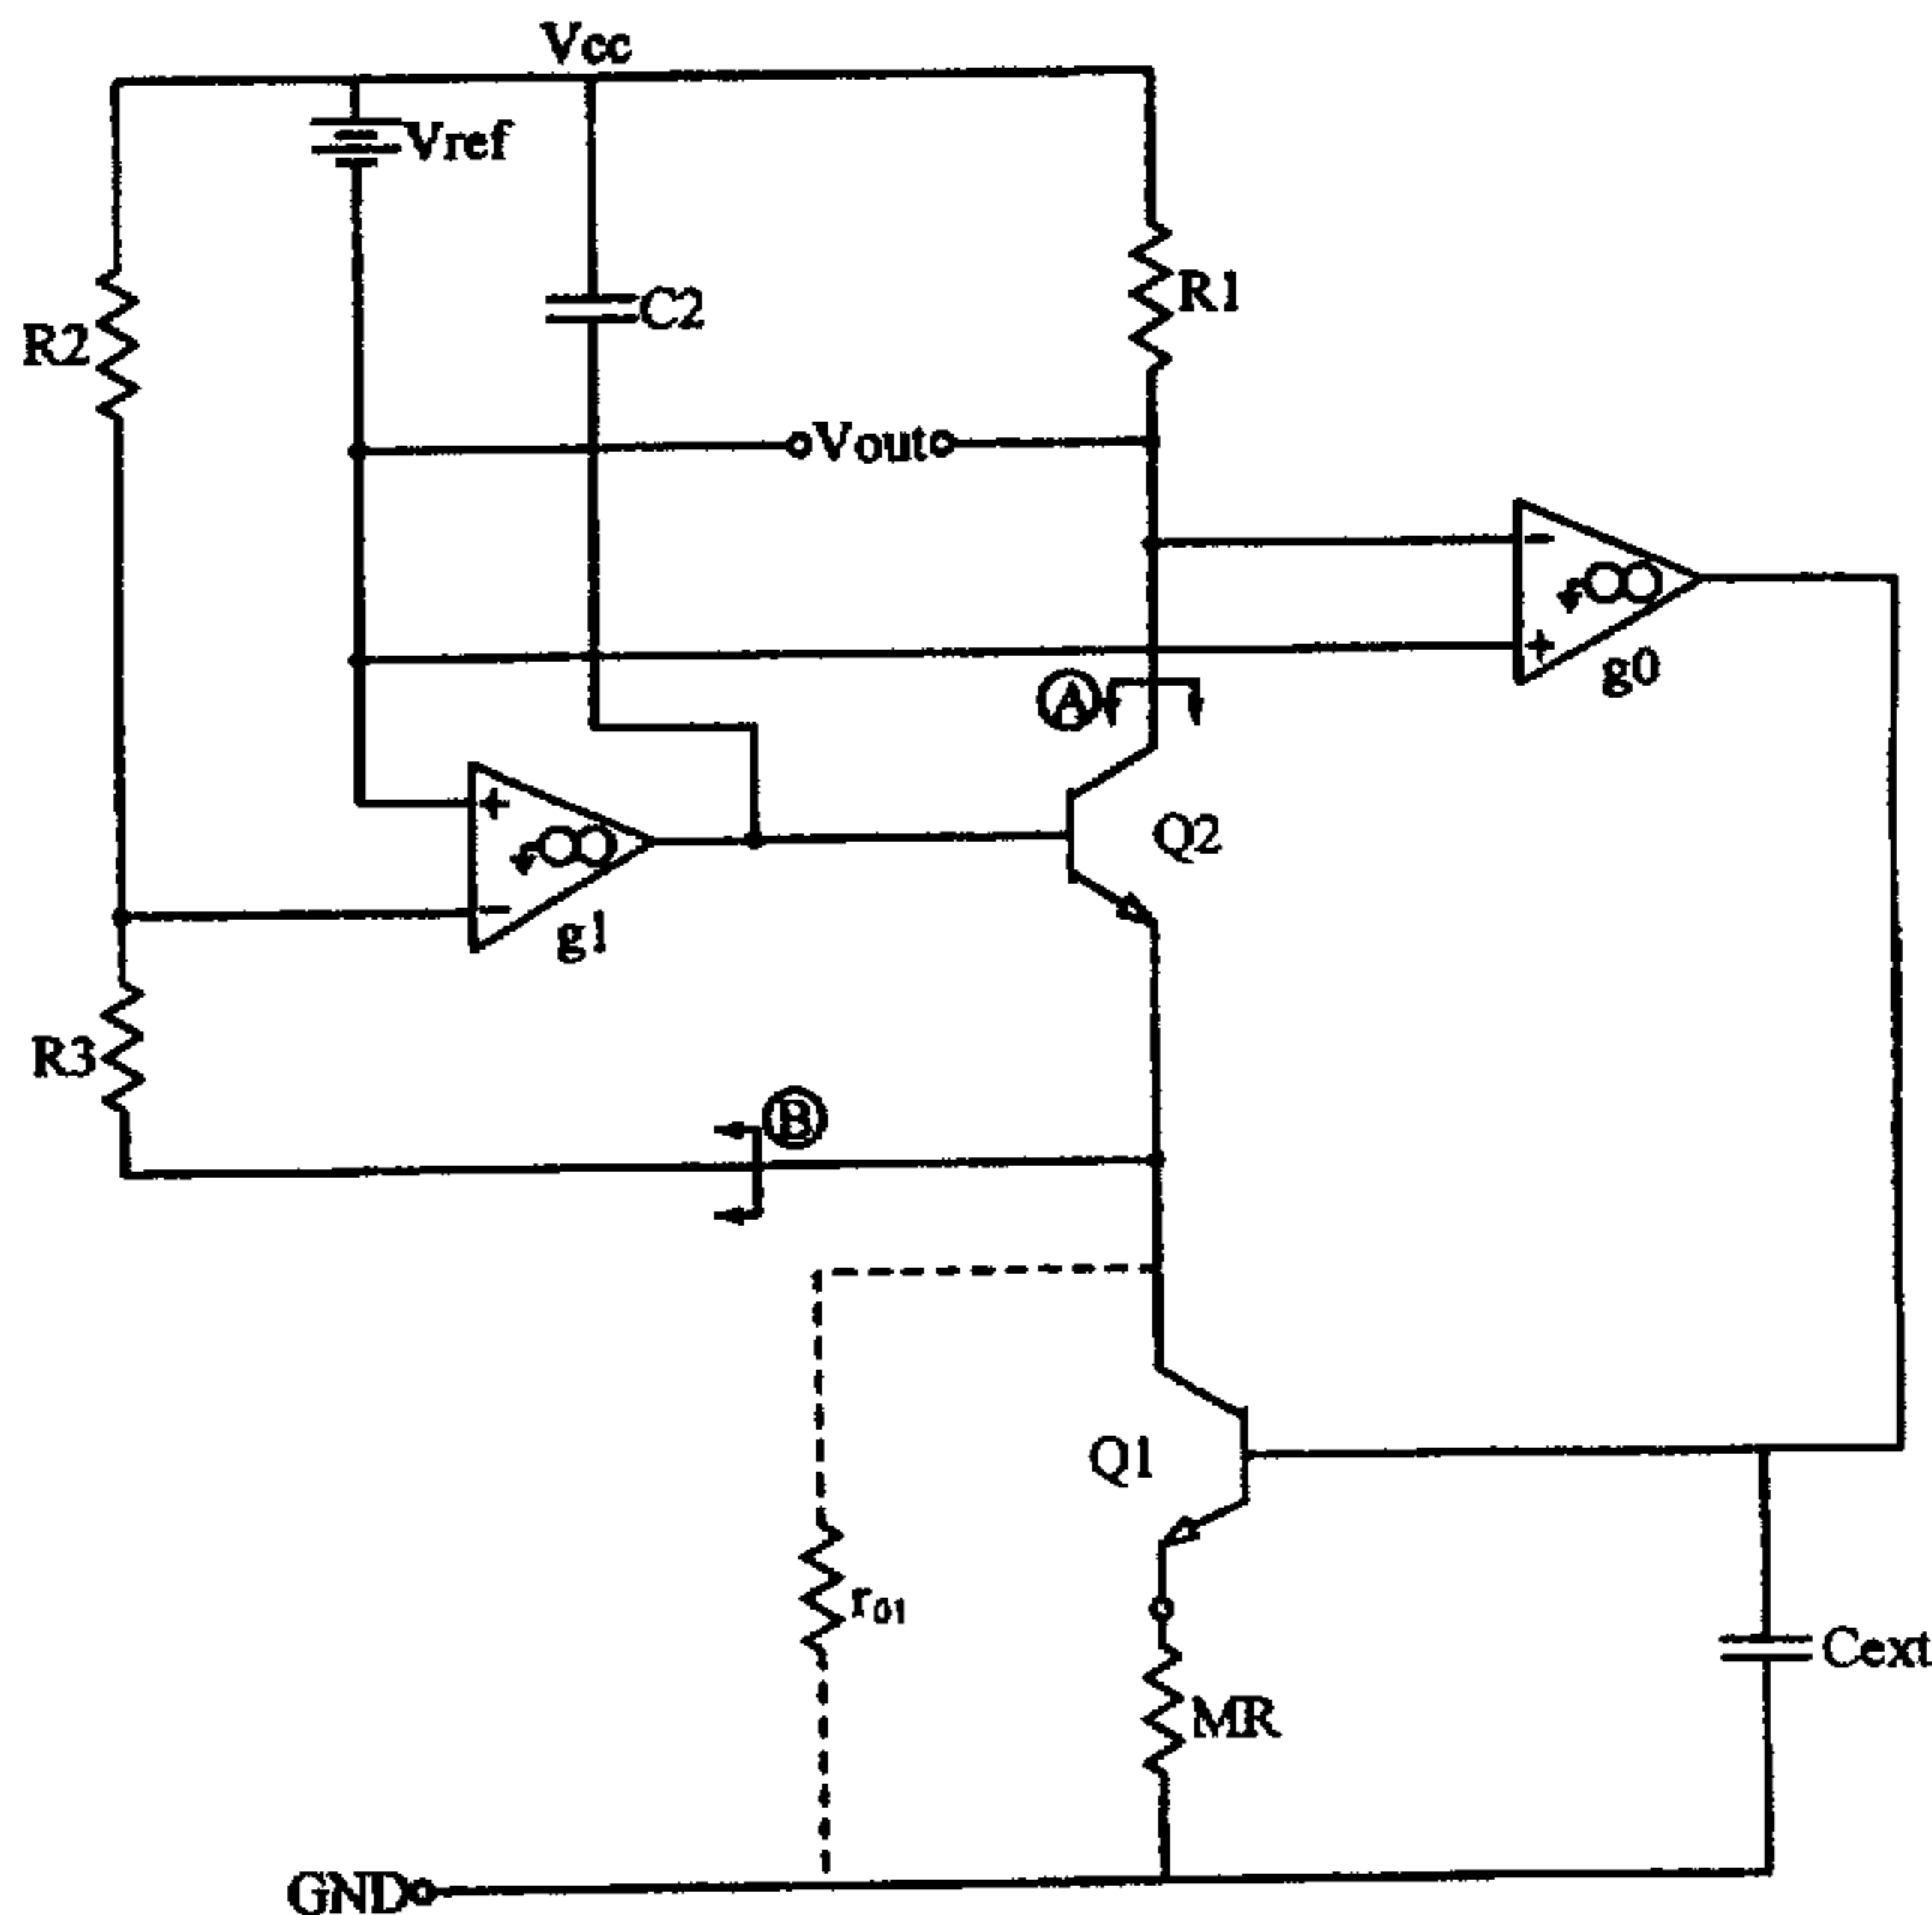 Vcc
Vref
C2
R1
R2
Vout
−
+
g0
A
+
−
g1
Q2
R3
B
Q1
r01
MR
Cext
GND